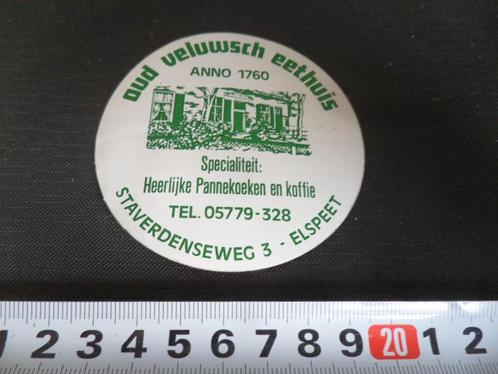 oud veluwsch eethuis
ANNO 1760
Specialiteit:
Heerlijke Pannekoeken en koffie
TEL. 05779-328
STAVERDENSEWEG 3 - ELSPEET
1 2 3 4 5 6 7 8 9 20 1 2